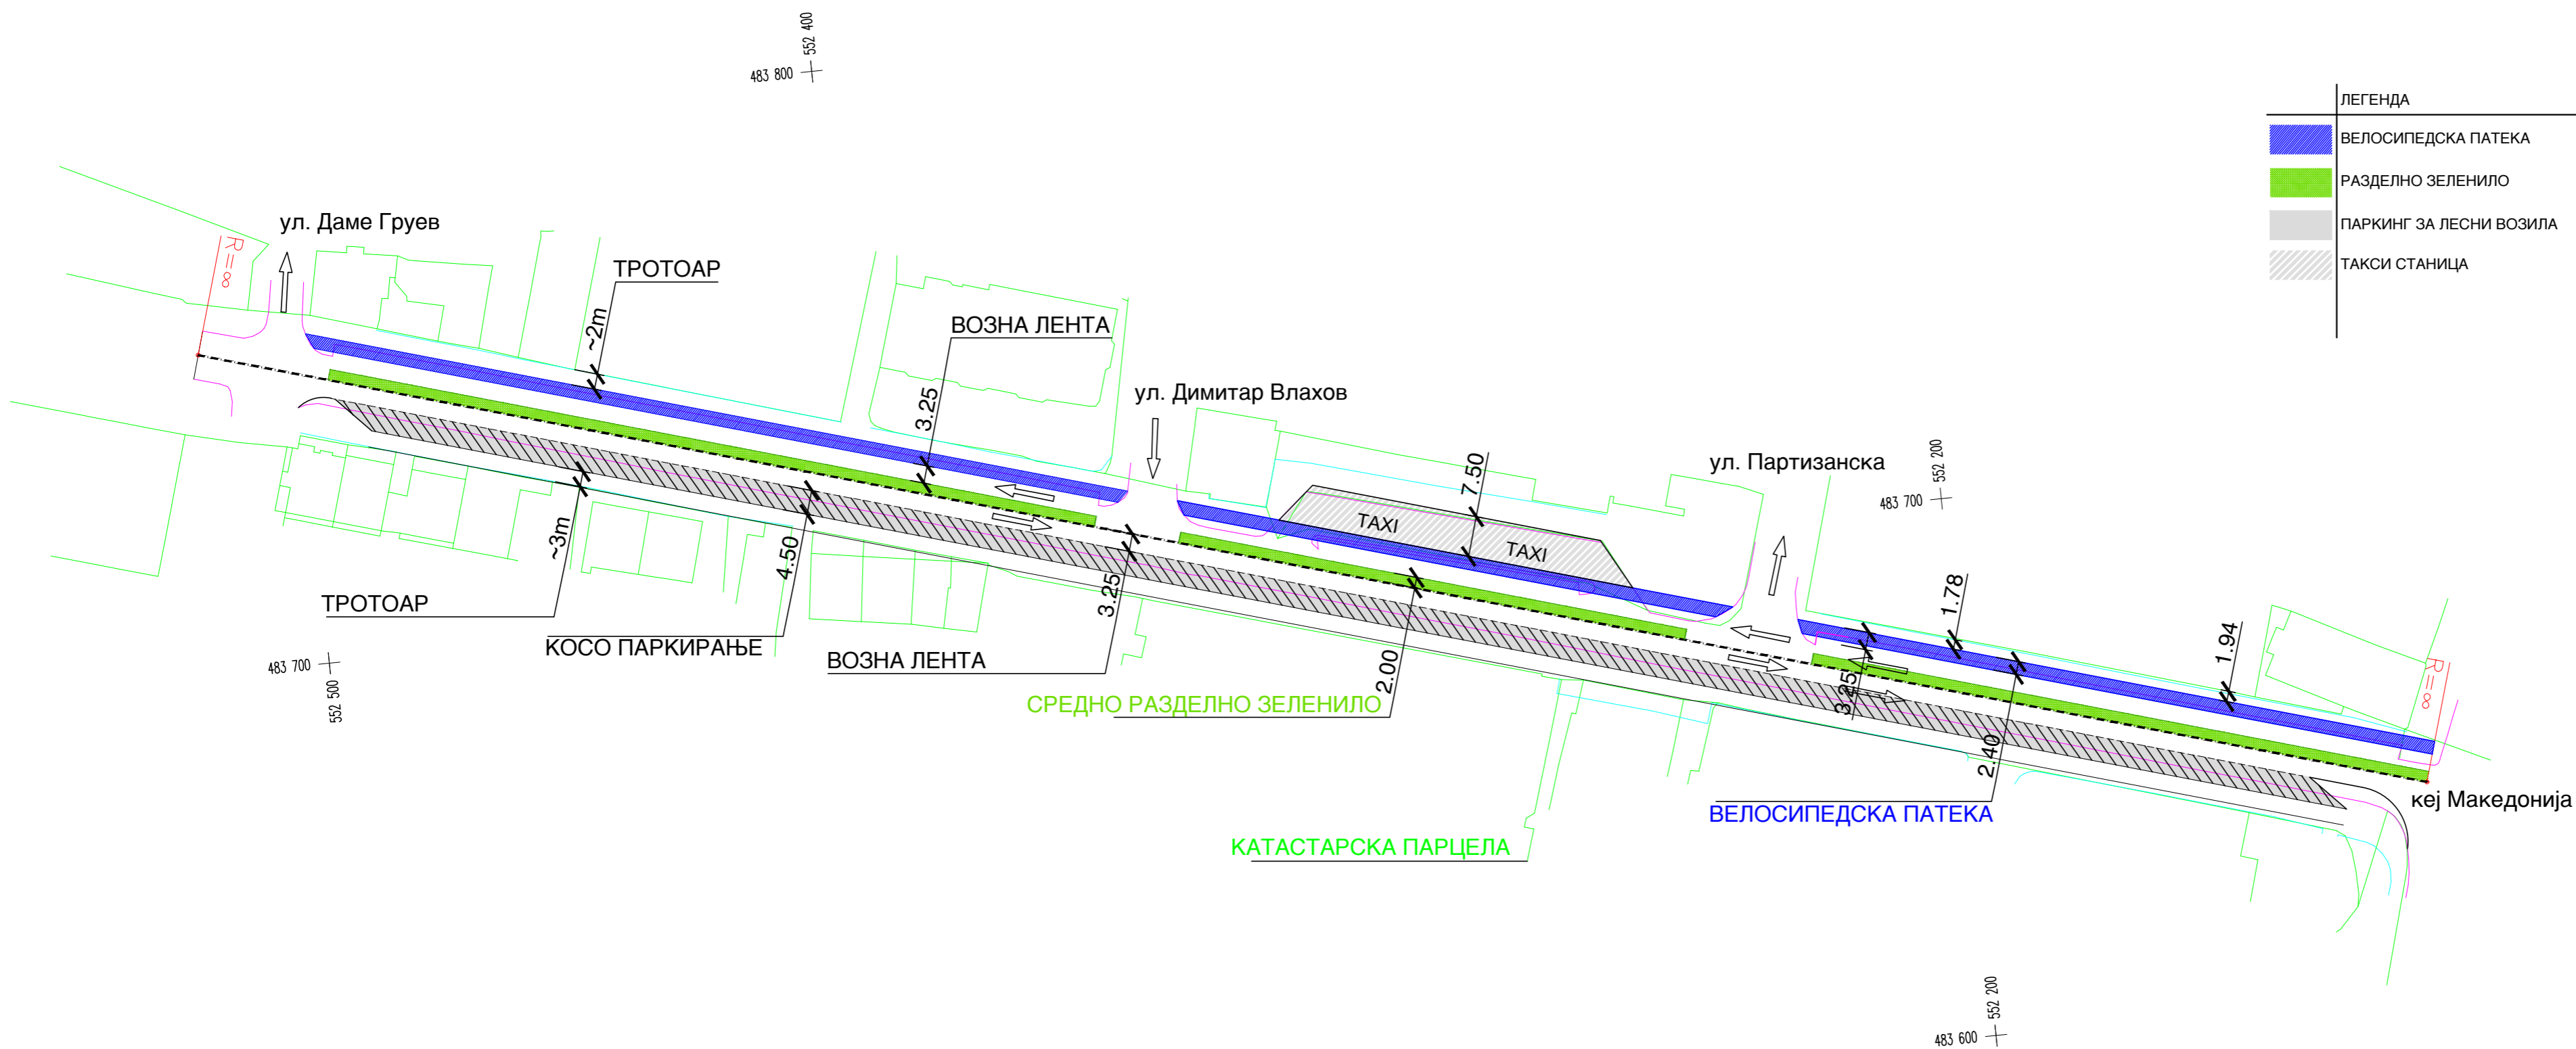 552 400
483 800
ЛЕГЕНДА
ВЕЛОСИПЕДСКА ПАТЕКА
РАЗДЕЛНО ЗЕЛЕНИЛО
ПАРКИНГ ЗА ЛЕСНИ ВОЗИЛА
ТАКСИ СТАНИЦА
ул. Даме Груев
R=∞
ТРОТОАР
~2m
ВОЗНА ЛЕНТА
3.25
ул. Димитар Влахов
ул. Партизанска
552 200
483 700
7.50
TAXI
TAXI
~3m
ТРОТОАР
4.50
КОСО ПАРКИРАЊЕ
3.25
ВОЗНА ЛЕНТА
483 700
552 500
2.00
СРЕДНО РАЗДЕЛНО ЗЕЛЕНИЛО
1.78
3.25
1.94
R=∞
2.40
ВЕЛОСИПЕДСКА ПАТЕКА
кеј Македонија
КАТАСТАРСКА ПАРЦЕЛА
552 200
483 600